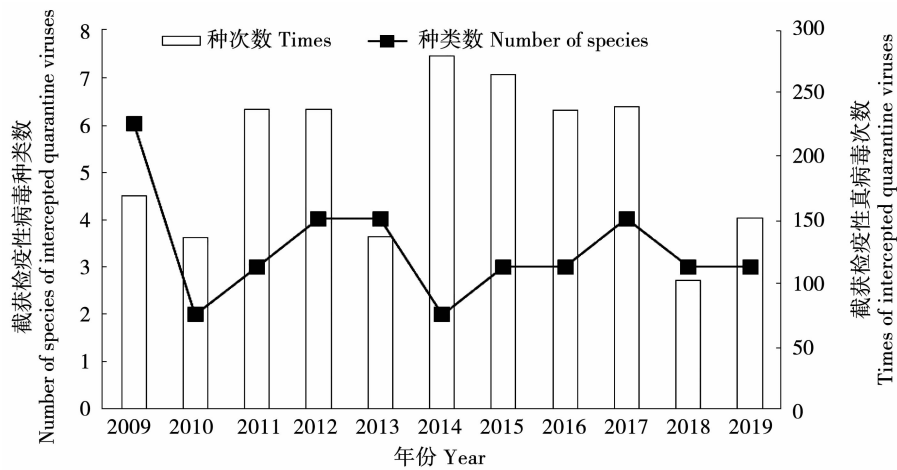 种次数 Times
种类数 Number of species
截获检疫性病毒种类数
Number of species of intercepted quarantine viruses
8
7
6
5
4
3
2
1
0
300
250
200
150
100
50
0
截获检疫性真病毒次数
Times of intercepted quarantine viruses
2009 2010 2011 2012 2013 2014 2015 2016 2017 2018 2019
年份 Year